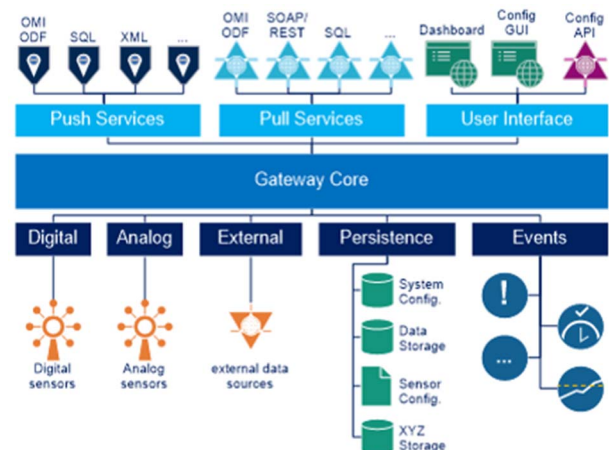 OMI
ODF
SQL
XML
...
OMI
ODF
SOAP/
REST
SQL
...
Dashboard
Config
GUI
Config
API
Push Services
Pull Services
User Interface
Gateway Core
Digital
Analog
External
Persistence
Events
Digital
sensors
Analog
sensors
external data
sources
System
Config.
Data
Storage
Sensor
Config.
XYZ
Storage
!
...